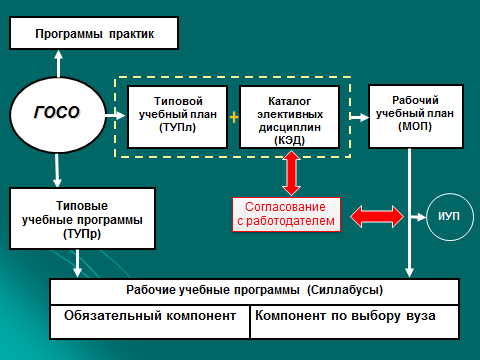 Программы практик
ГОСО
Типовой
учебный план
(ТУПл)
+
Каталог
элективных
дисциплин
(КЭД)
Рабочий
учебный план
(МОП)
Типовые
учебные программы
(ТУПр)
Согласование
с работодателем
ИУП
Рабочие учебные программы (Силлабусы)
Обязательный компонент
Компонент по выбору вуза